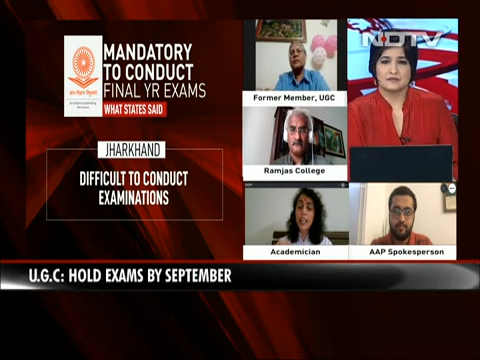 MANDATORY
TO CONDUCT
FINAL YR EXAMS
WHAT STATES SAID
JHARKHAND
DIFFICULT TO CONDUCT
EXAMINATIONS
NDTV
Former Member, UGC
Ramjas College
Academician
AAP Spokesperson
U.G.C: HOLD EXAMS BY SEPTEMBER